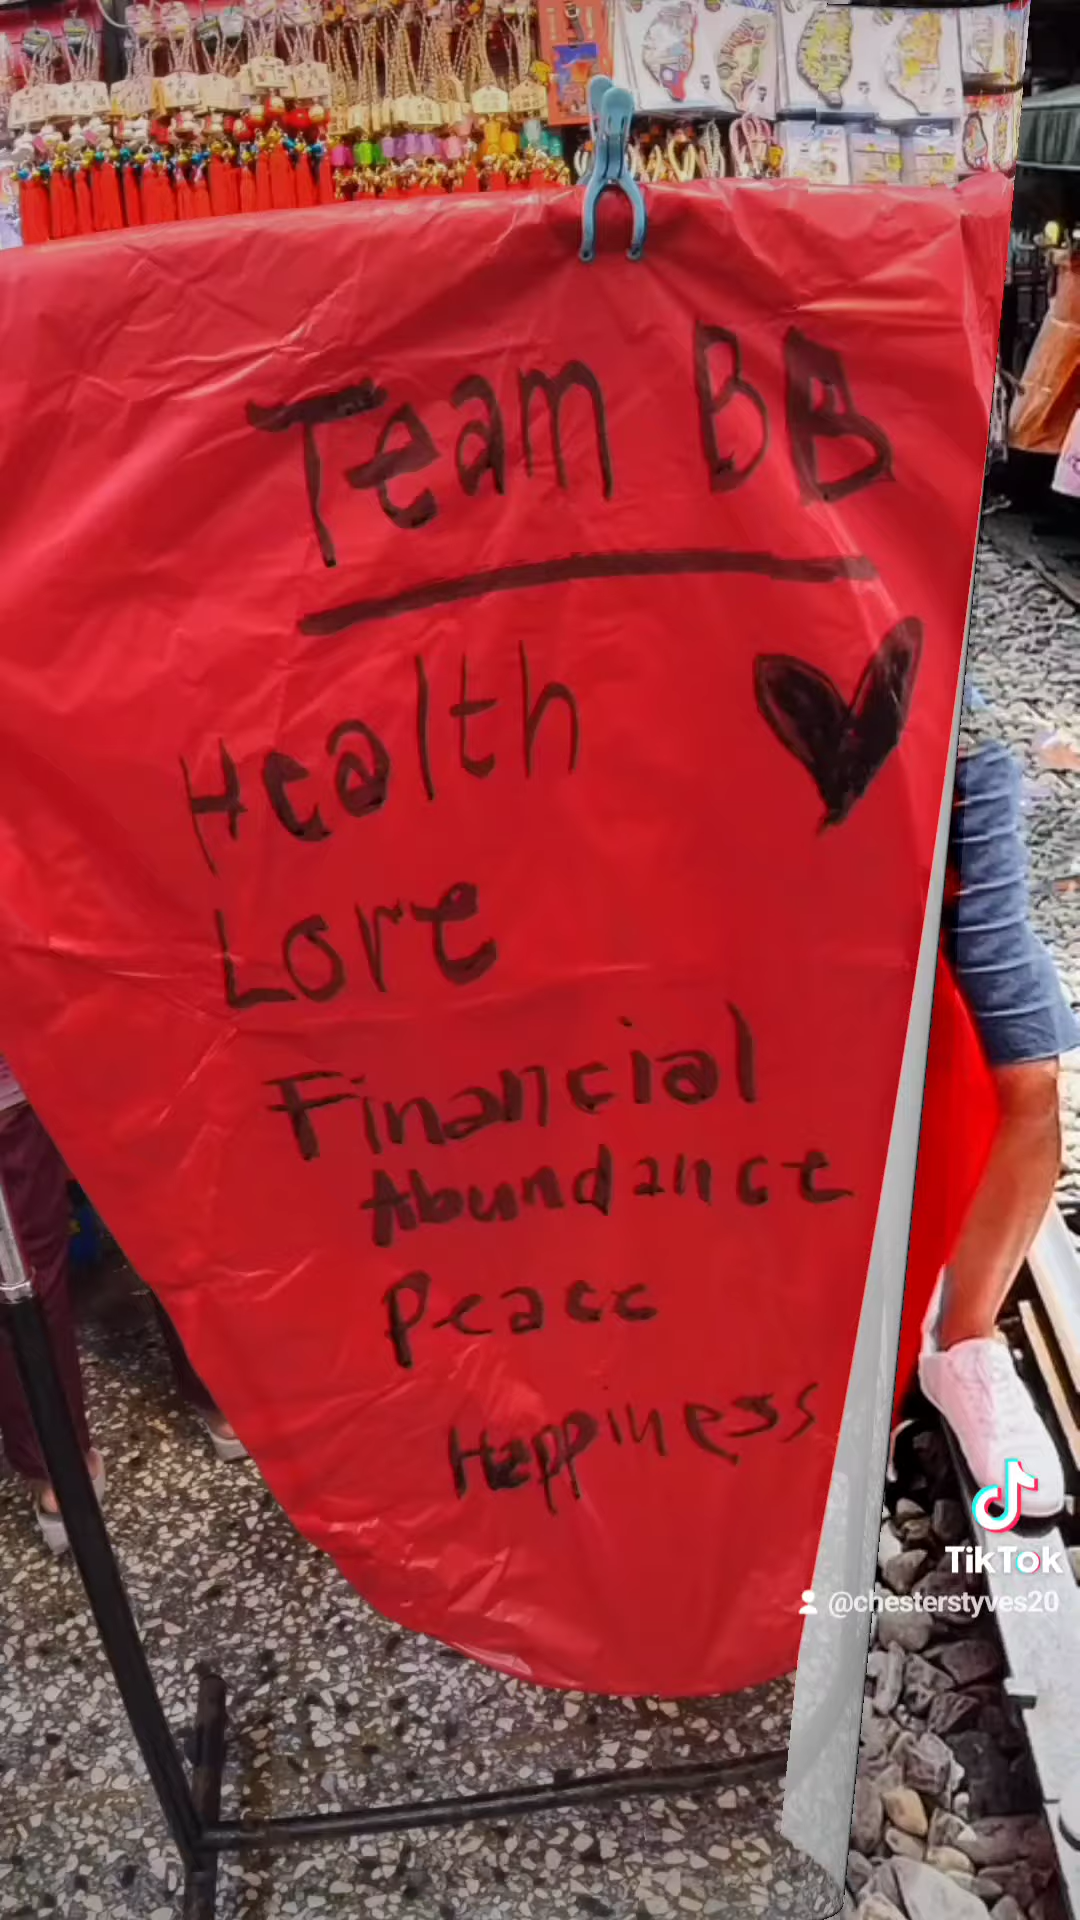 Team BB
Health
Love
Financial
Abundance
Peace
Happiness
TikTok
@chesterstyves20